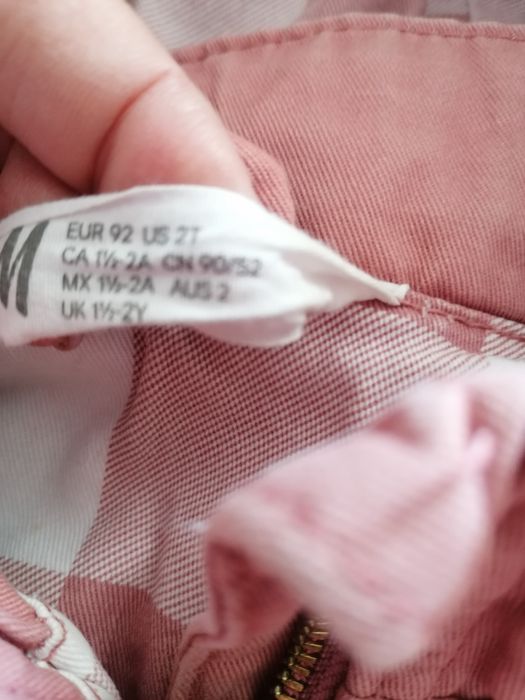 M
EUR 92 US 2T
CA 1½-2A CN 90/52
MX 1½-2A AUS 2
UK 1½-2Y